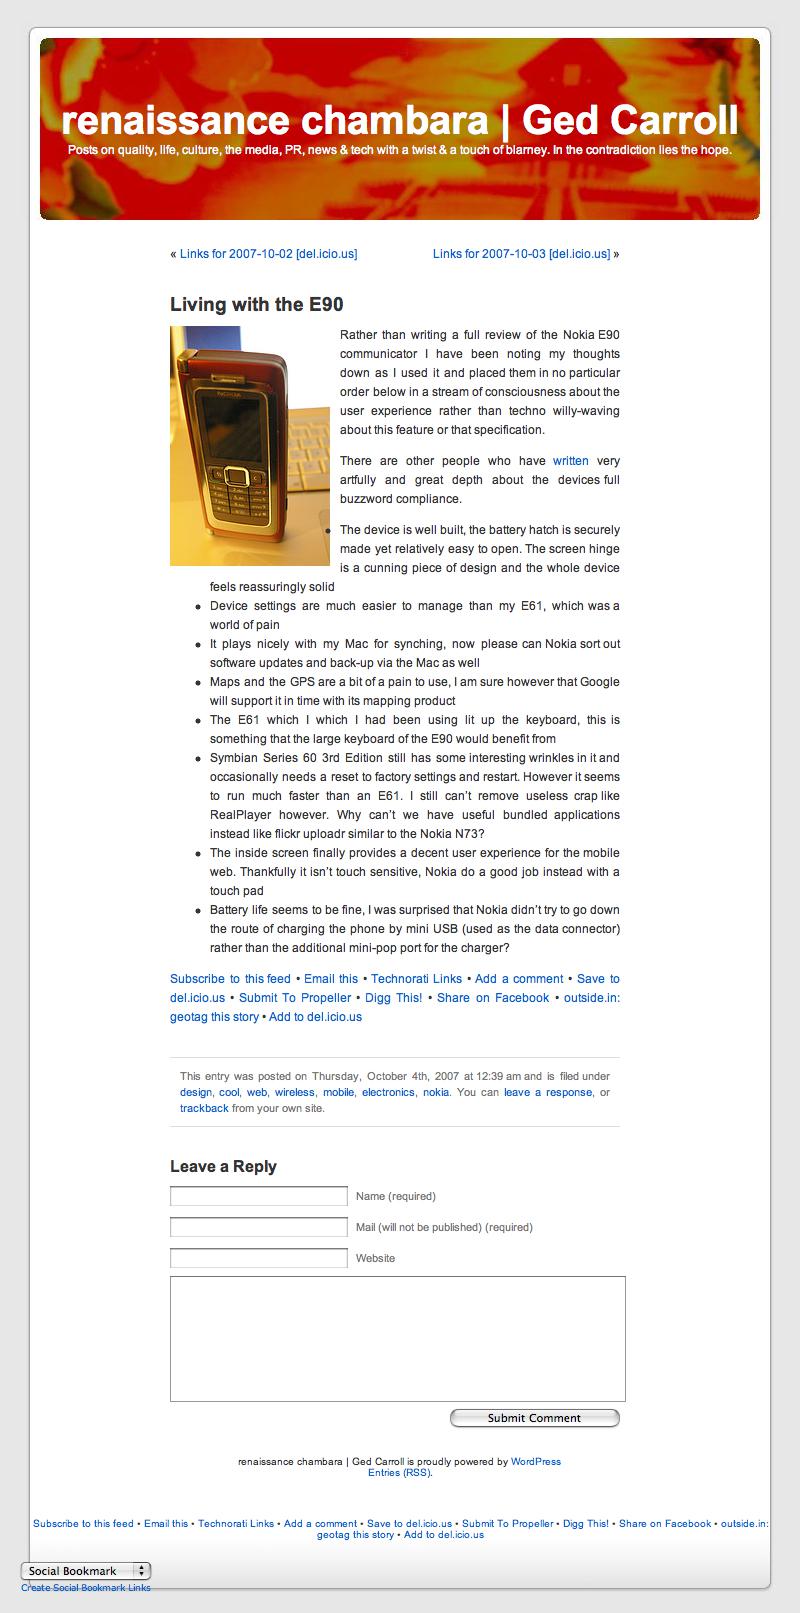 renaissance chambara | Ged Carroll
Posts on quality, life, culture, the media, PR, news & tech with a twist & a touch of blarney. In the contradiction lies the hope.
« Links for 2007-10-02 [del.icio.us]
Links for 2007-10-03 [del.icio.us] »
Living with the E90
NOKIA
Rather than writing a full review of the Nokia E90
communicator I have been noting my thoughts
down as I used it and placed them in no particular
order below in a stream of consciousness about the
user experience rather than techno willy-waving
about this feature or that specification.
There are other people who have written very
artfully and great depth about the devices full
buzzword compliance.
• The device is well built, the battery hatch is securely
made yet relatively easy to open. The screen hinge
is a cunning piece of design and the whole device
feels reassuringly solid
• Device settings are much easier to manage than my E61, which was a
world of pain
• It plays nicely with my Mac for synching, now please can Nokia sort out
software updates and back-up via the Mac as well
• Maps and the GPS are a bit of a pain to use, I am sure however that Google
will support it in time with its mapping product
• The E61 which I which I had been using lit up the keyboard, this is
something that the large keyboard of the E90 would benefit from
• Symbian Series 60 3rd Edition still has some interesting wrinkles in it and
occasionally needs a reset to factory settings and restart. However it seems
to run much faster than an E61. I still can't remove useless crap like
RealPlayer however. Why can't we have useful bundled applications
instead like flickr uploadr similar to the Nokia N73?
• The inside screen finally provides a decent user experience for the mobile
web. Thankfully it isn't touch sensitive, Nokia do a good job instead with a
touch pad
• Battery life seems to be fine, I was surprised that Nokia didn't try to go down
the route of charging the phone by mini USB (used as the data connector)
rather than the additional mini-pop port for the charger?
Subscribe to this feed • Email this • Technorati Links • Add a comment • Save to
del.icio.us • Submit To Propeller • Digg This! • Share on Facebook • outside.in:
geotag this story • Add to del.icio.us
This entry was posted on Thursday, October 4th, 2007 at 12:39 am and is filed under
design, cool, web, wireless, mobile, electronics, nokia. You can leave a response, or
trackback from your own site.
Leave a Reply
Name (required)
Mail (will not be published) (required)
Website
Submit Comment
renaissance chambara | Ged Carroll is proudly powered by WordPress
Entries (RSS).
Subscribe to this feed • Email this • Technorati Links • Add a comment • Save to del.icio.us • Submit To Propeller • Digg This! • Share on Facebook • outside.in:
geotag this story • Add to del.icio.us
Social Bookmark
Create Social Bookmark Links